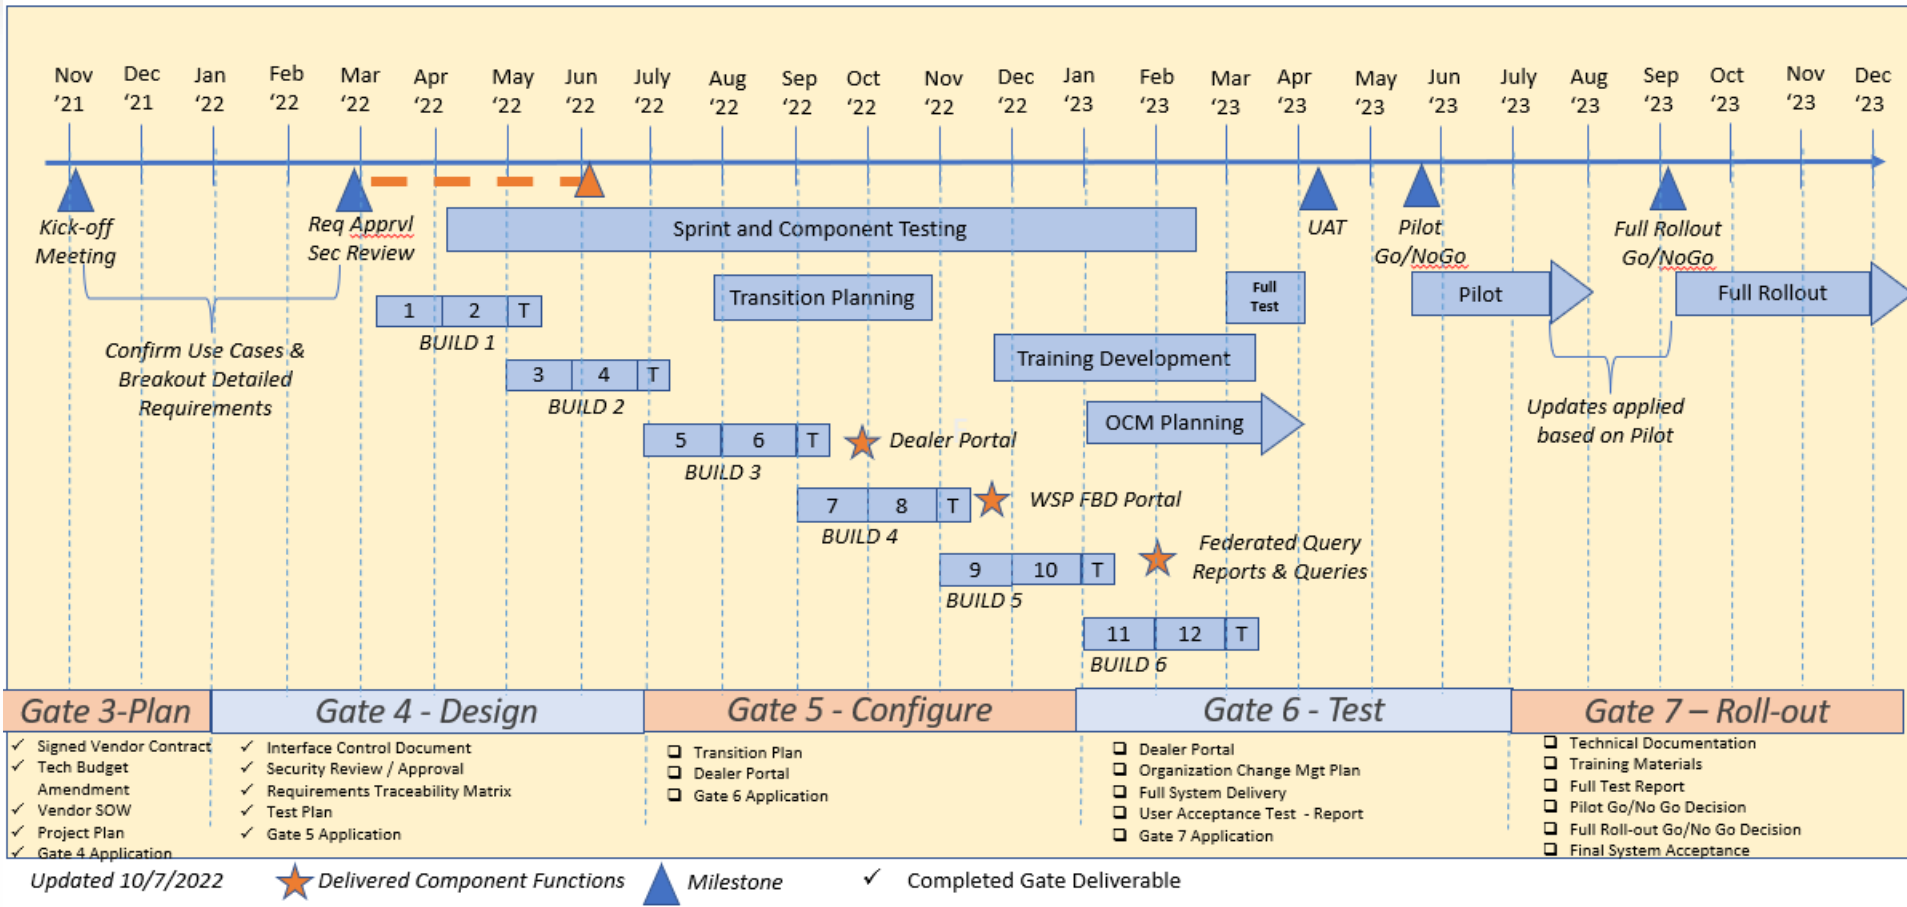 Nov Dec Jan Feb Mar Apr May Jun July Aug Sep Oct Nov Dec Jan Feb Mar Apr May Jun July Aug Sep Oct Nov Dec
‘21 ‘21 ‘22 ‘22 ‘22 ‘22 ‘22 ‘22 ‘22 ‘22 ‘22 ‘22 ‘22 ‘22 ‘23 ‘23 ‘23 ‘23 ‘23 ‘23 ‘23 ‘23 ‘23 ‘23 ‘23 ‘23
Kick-off
Meeting
Req Apprvl
Sec Review
Sprint and Component Testing
UAT
Pilot
Go/NoGo
Full Rollout
Go/NoGo
Transition Planning
Full
Test
Pilot
Full Rollout
1 2 T
BUILD 1
Confirm Use Cases &
Breakout Detailed
Requirements
Training Development
3 4 T
BUILD 2
OCM Planning
Updates applied
based on Pilot
5 6 T
Dealer Portal
BUILD 3
7 8 T
WSP FBD Portal
BUILD 4
Federated Query
Reports & Queries
9 10 T
BUILD 5
11 12 T
BUILD 6
Gate 3-Plan
Signed Vendor Contract
Tech Budget
Amendment
Vendor SOW
Project Plan
Gate 4 Application
Gate 4 - Design
Interface Control Document
Security Review / Approval
Requirements Traceability Matrix
Test Plan
Gate 5 Application
Gate 5 - Configure
Transition Plan
Dealer Portal
Gate 6 Application
Gate 6 - Test
Dealer Portal
Organization Change Mgt Plan
Full System Delivery
User Acceptance Test - Report
Gate 7 Application
Gate 7 – Roll-out
Technical Documentation
Training Materials
Full Test Report
Pilot Go/No Go Decision
Full Roll-out Go/No Go Decision
Final System Acceptance
Updated 10/7/2022
Delivered Component Functions
Milestone
✓ Completed Gate Deliverable